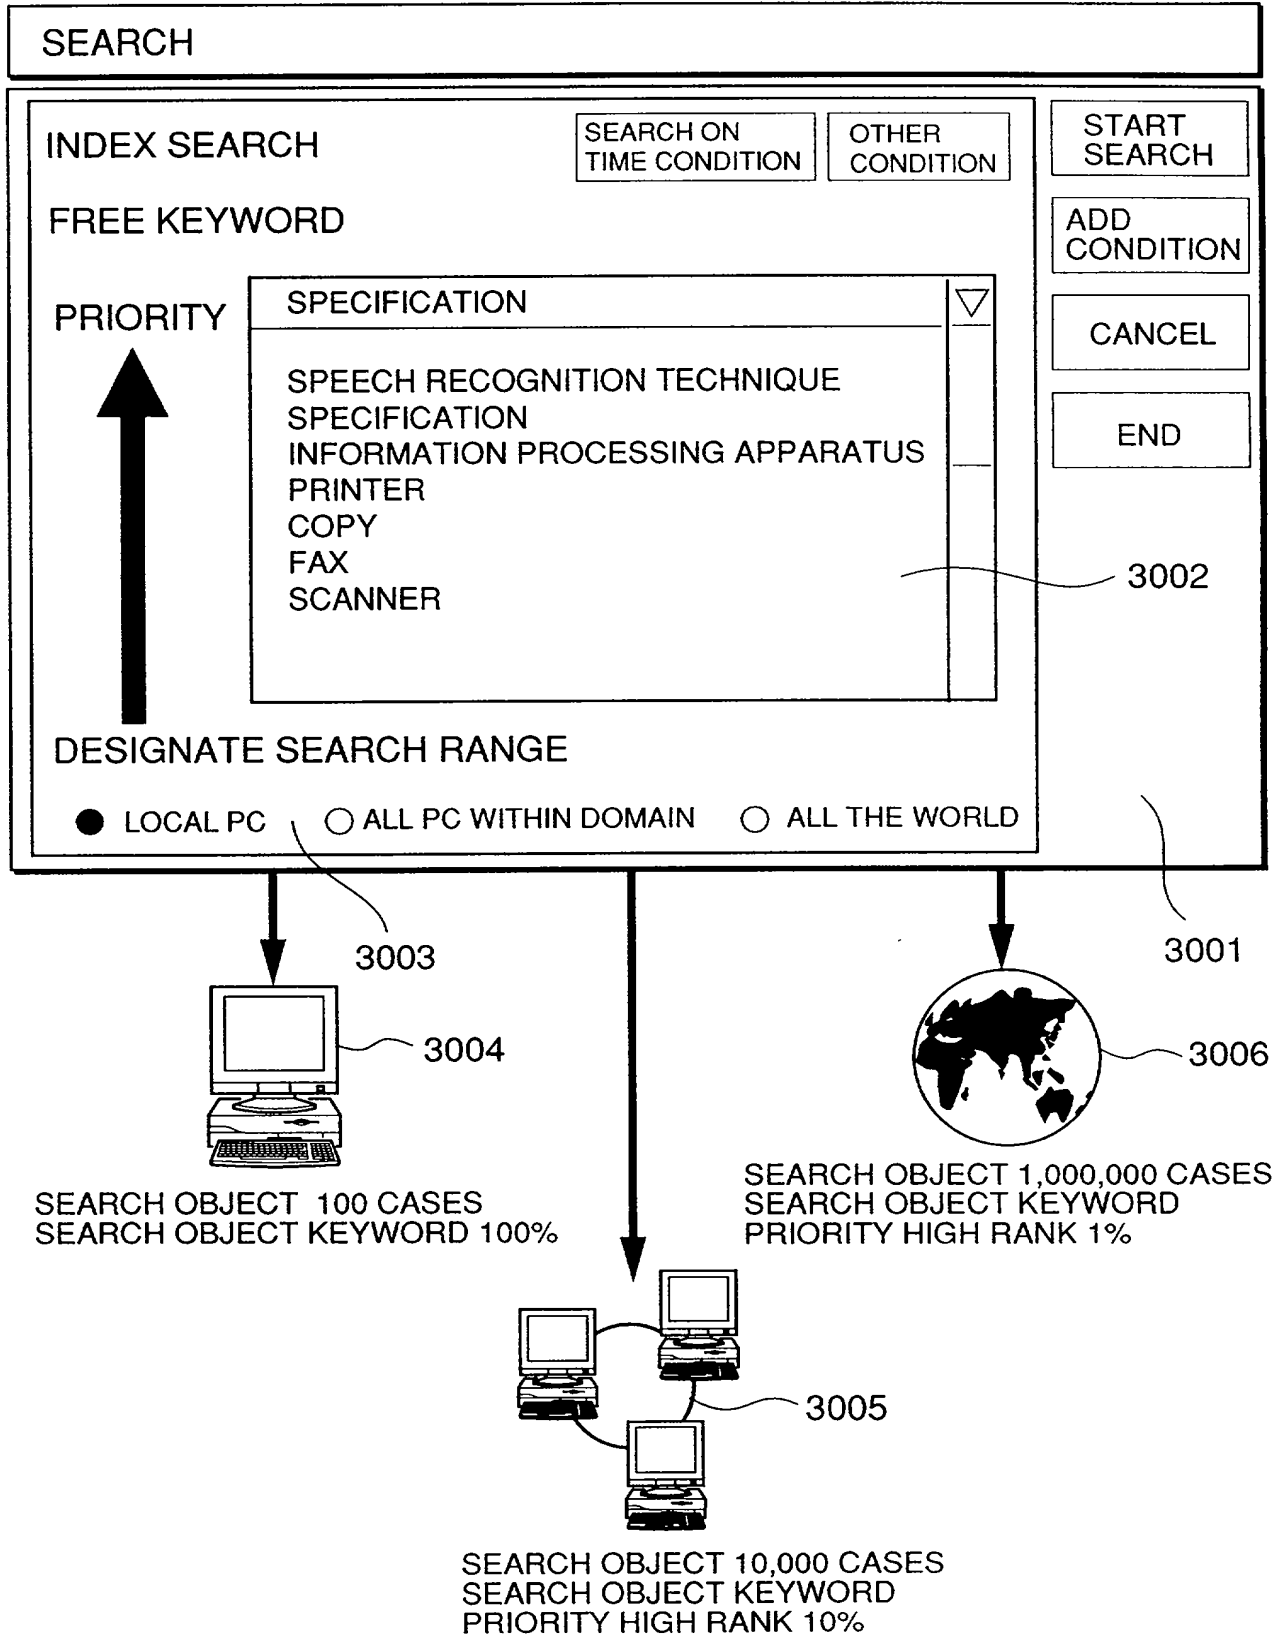 SEARCH
INDEX SEARCH
SEARCH ON
TIME CONDITION
OTHER
CONDITION
START
SEARCH
FREE KEYWORD
ADD
CONDITION
PRIORITY
SPECIFICATION
CANCEL
SPEECH RECOGNITION TECHNIQUE
SPECIFICATION
INFORMATION PROCESSING APPARATUS
PRINTER
COPY
FAX
SCANNER
END
3002
DESIGNATE SEARCH RANGE
LOCAL PC
ALL PC WITHIN DOMAIN
ALL THE WORLD
3003
3001
3004
3006
SEARCH OBJECT 100 CASES
SEARCH OBJECT KEYWORD 100%
SEARCH OBJECT 1,000,000 CASES
SEARCH OBJECT KEYWORD
PRIORITY HIGH RANK 1%
3005
SEARCH OBJECT 10,000 CASES
SEARCH OBJECT KEYWORD
PRIORITY HIGH RANK 10%